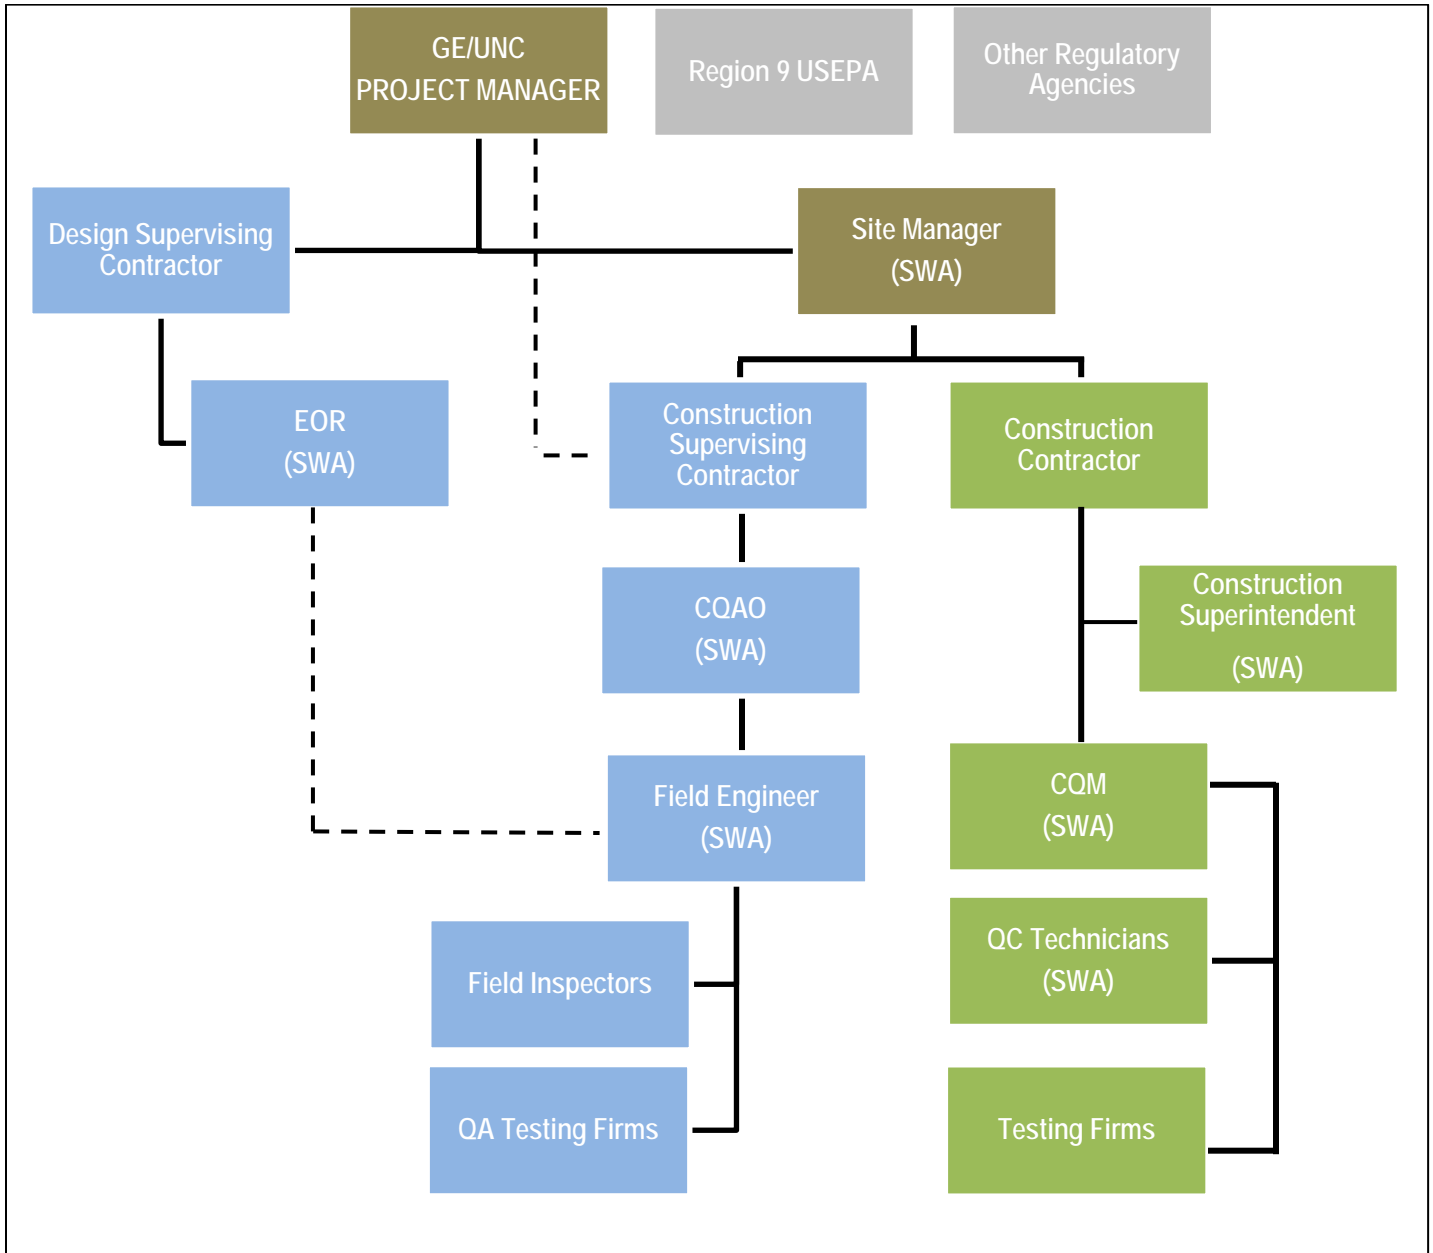 GE/UNC
PROJECT MANAGER
Region 9 USEPA
Other Regulatory
Agencies
Design Supervising
Contractor
Site Manager
(SWA)
EOR
(SWA)
Construction
Supervising
Contractor
Construction
Contractor
CQAO
(SWA)
Construction
Superintendent
(SWA)
Field Engineer
(SWA)
CQM
(SWA)
Field Inspectors
QC Technicians
(SWA)
QA Testing Firms
Testing Firms